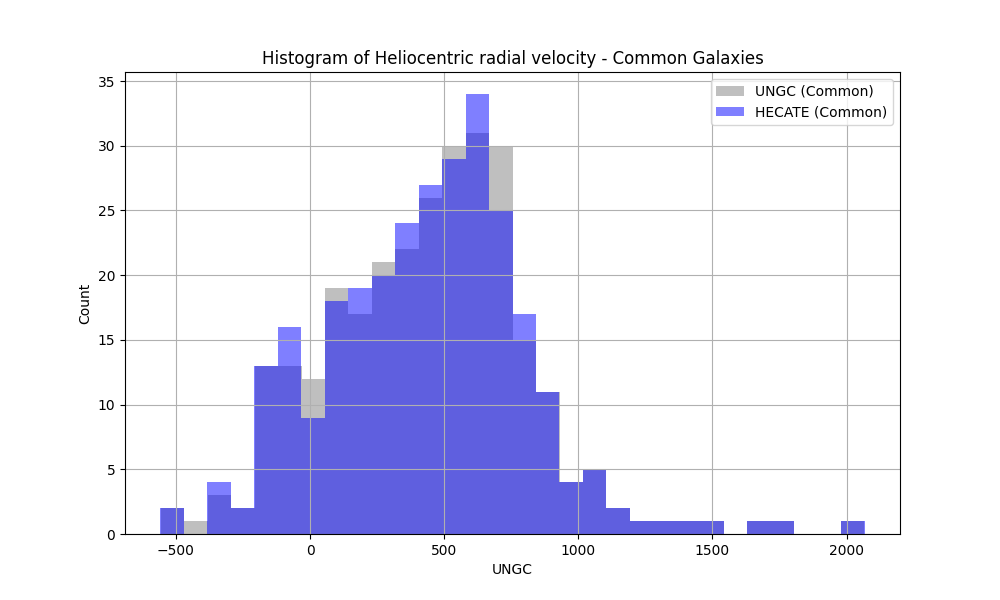 Histogram of Heliocentric radial velocity - Common Galaxies
UNGC (Common)
HECATE (Common)
35
30
25
20
15
10
5
0
Count
−500
0
500
1000
1500
2000
UNGC